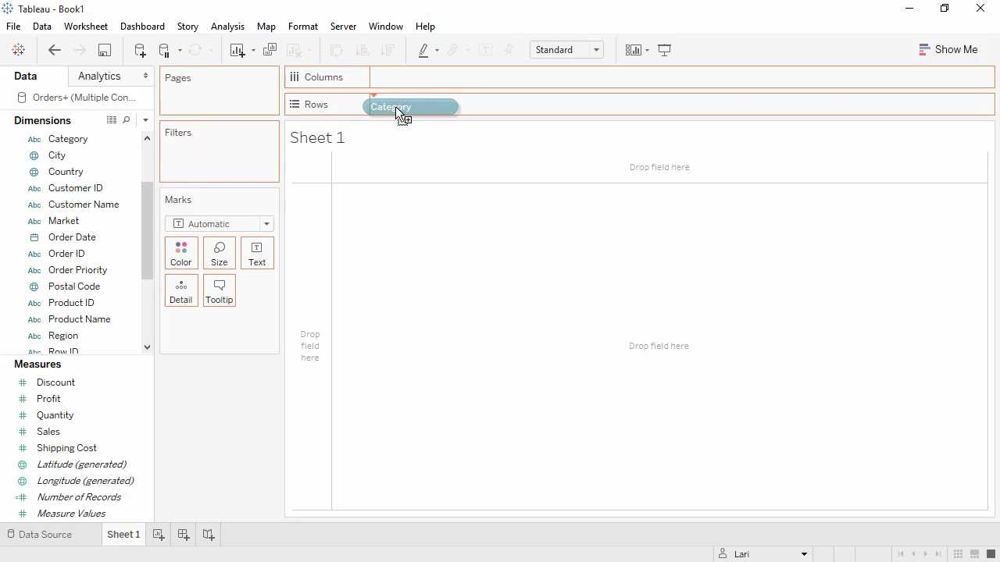 Tableau - Book1
File Data Worksheet Dashboard Story Analysis Map Format Server Window Help
Standard
Show Me
Data Analytics
Orders+ (Multiple Con...
Dimensions
Abc Category
City
Country
Abc Customer ID
Abc Customer Name
Abc Market
Order Date
Abc Order ID
Abc Order Priority
Postal Code
Abc Product ID
Abc Product Name
Abc Region
Abc Row ID
Measures
# Discount
# Profit
# Quantity
# Sales
# Shipping Cost
Latitude (generated)
Longitude (generated)
=# Number of Records
# Measure Values
Pages
Filters
Marks
T Automatic
Color Size Text
Detail Tooltip
Columns
Rows Category
Sheet 1
Drop field here
Drop
field
here
Drop field here
Data Source Sheet 1
Lari